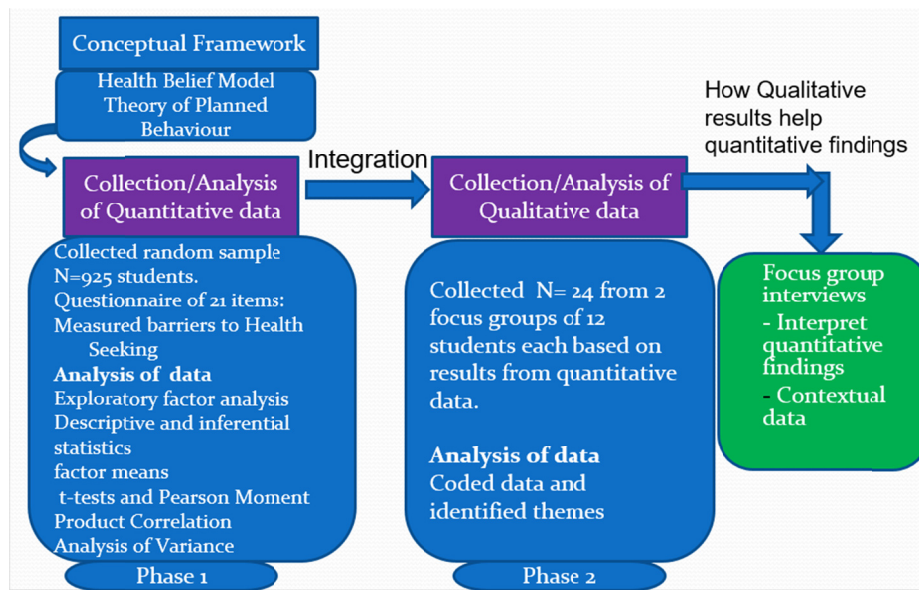 Conceptual Framework
Health Belief Model
Theory of Planned
Behaviour
Collection/Analysis
of Quantitative data
Integration
Collection/Analysis of
Qualitative data
How Qualitative
results help
quantitative findings
Collected random sample
N=925 students.
Questionnaire of 21 items:
Measured barriers to Health
Seeking
Analysis of data
Exploratory factor analysis
Descriptive and inferential
statistics
factor means
t-tests and Pearson Moment
Product Correlation
Analysis of Variance
Phase 1
Collected N= 24 from 2
focus groups of 12
students each based on
results from quantitative
data.
Analysis of data
Coded data and
identified themes
Phase 2
Focus group
interviews
- Interpret
quantitative
findings
- Contextual
data